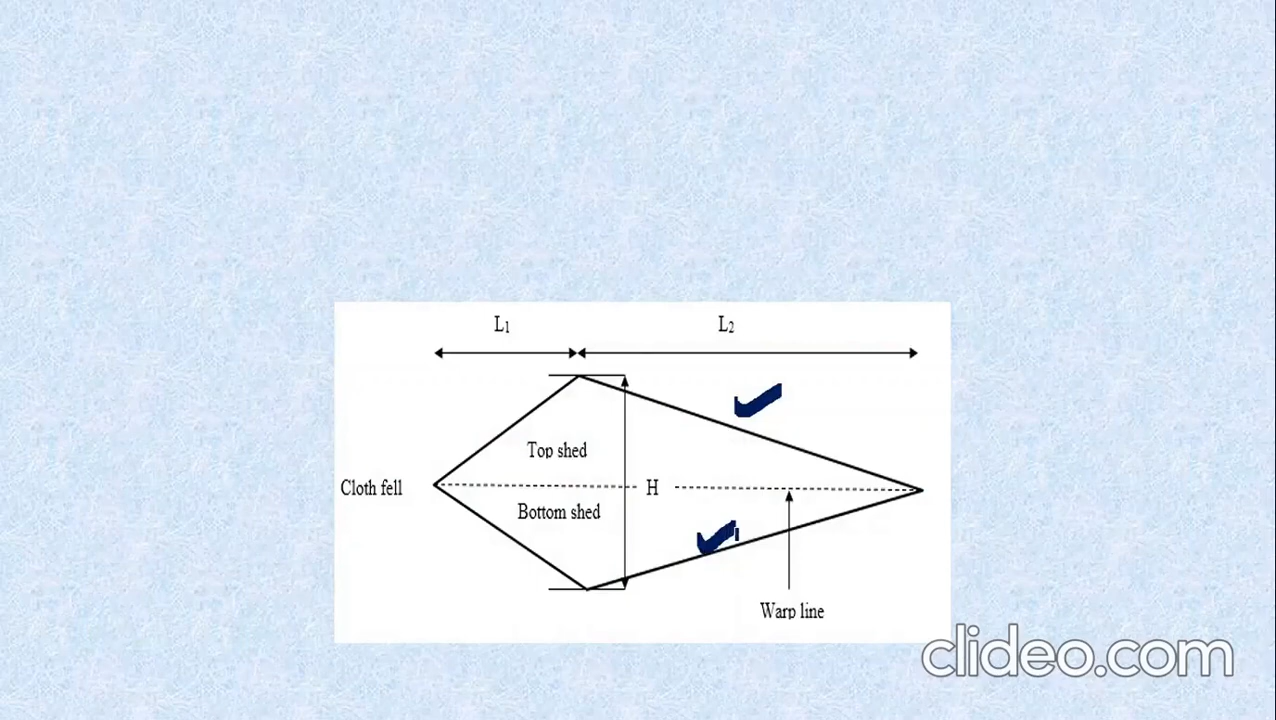 L₁ L₂
Top shed
Cloth fell H
Bottom shed
Warp line
clideo.com